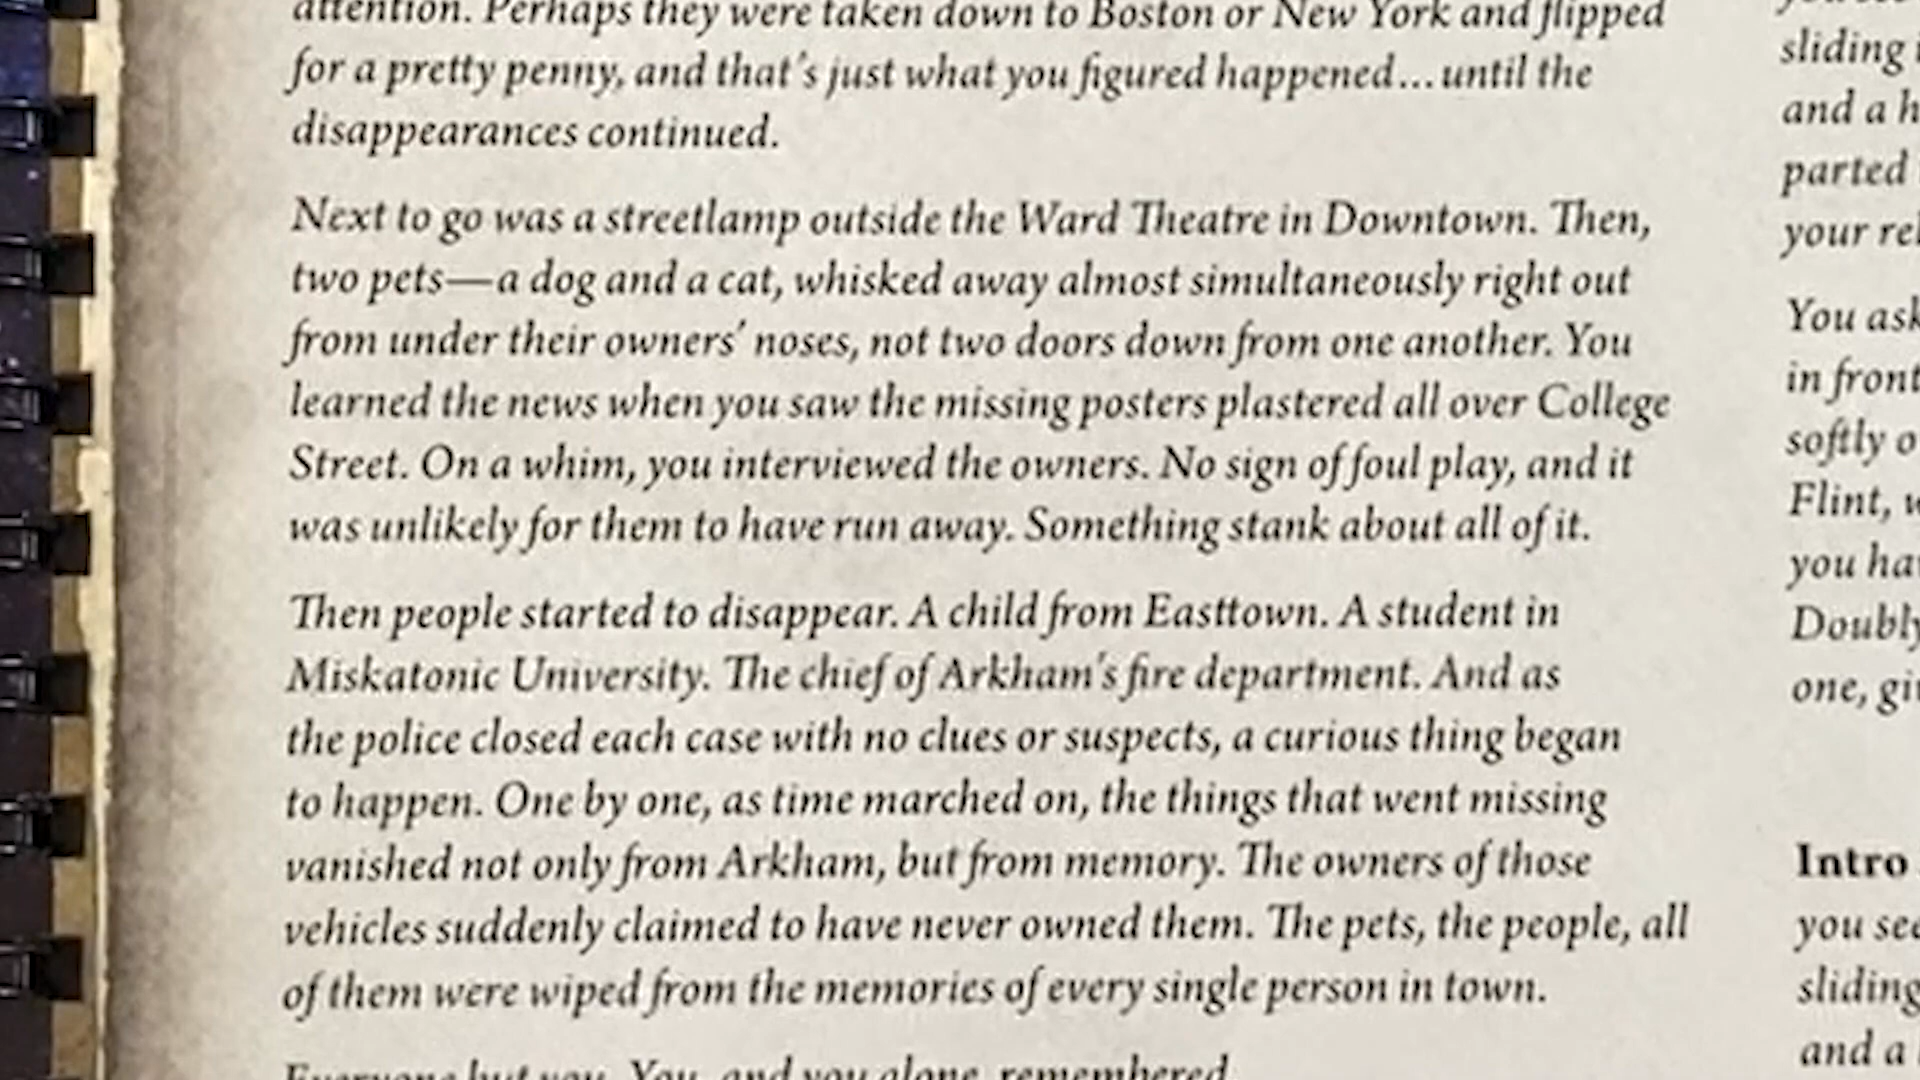 attention. Perhaps they were taken down to Boston or New York and flipped
for a pretty penny, and that's just what you figured happened... until the
disappearances continued.
Next to go was a streetlamp outside the Ward Theatre in Downtown. Then,
two pets—a dog and a cat, whisked away almost simultaneously right out
from under their owners' noses, not two doors down from one another. You
learned the news when you saw the missing posters plastered all over College
Street. On a whim, you interviewed the owners. No sign of foul play, and it
was unlikely for them to have run away. Something stank about all of it.
Then people started to disappear. A child from Easttown. A student in
Miskatonic University. The chief of Arkham's fire department. And as
the police closed each case with no clues or suspects, a curious thing began
to happen. One by one, as time marched on, the things that went missing
vanished not only from Arkham, but from memory. The owners of those
vehicles suddenly claimed to have never owned them. The pets, the people, all
of them were wiped from the memories of every single person in town.
Everyone but you. You, and you alone, remembered.
sliding
and a
parted
your
You ask
in front
softly
Flint,
you
Doubly
one,
Intro
you
sliding
and a